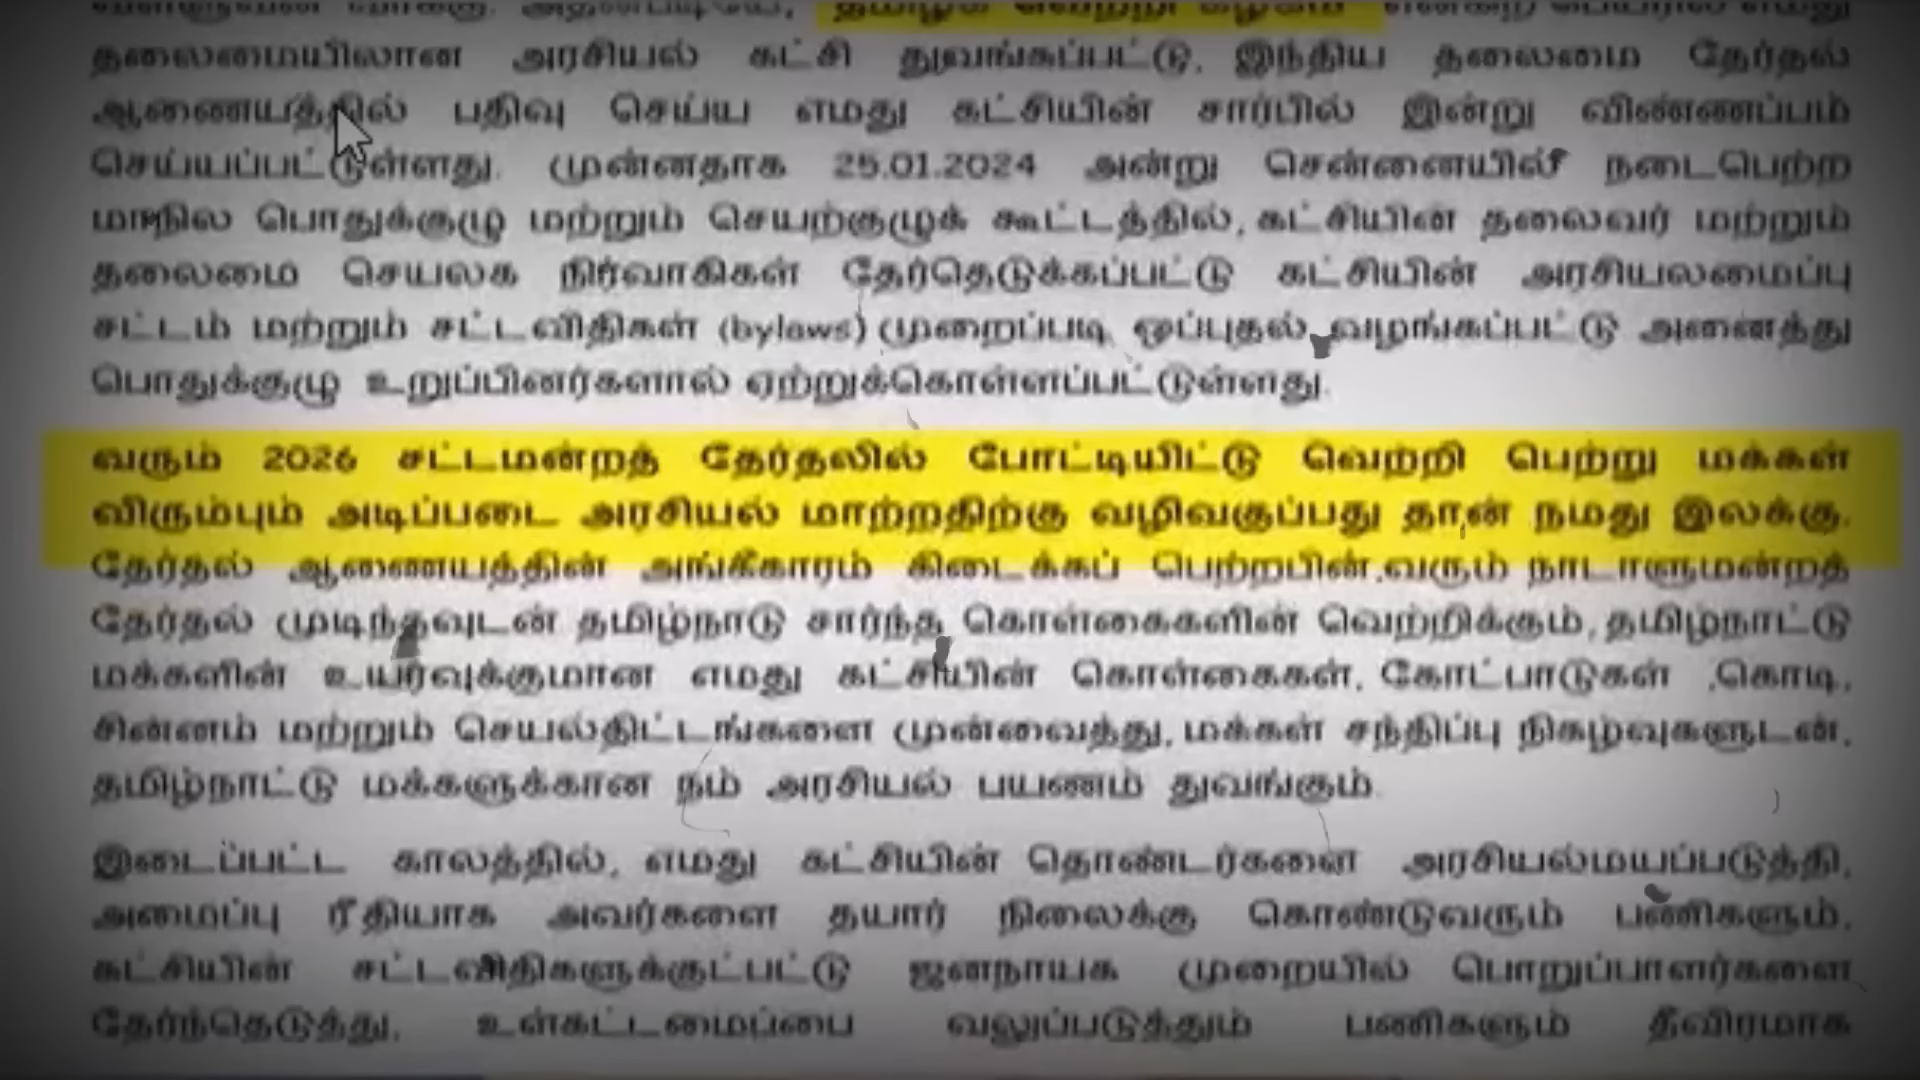 தமிழக வெற்றி கழகம்
தலைமையிலான அரசியல் கட்சி துவங்கப்பட்டு, இந்திய தலைமை தேர்தல்
ஆணையத்தில் பதிவு செய்ய எமது கட்சியின் சார்பில் இன்று விண்ணப்பம்
செய்யப்பட்டுள்ளது. முன்னதாக 25.01.2024 அன்று சென்னையில் நடைபெற்ற
மாநில பொதுக்குழு மற்றும் செயற்குழுக் கூட்டத்தில், கட்சியின் தலைவர் மற்றும்
தலைமை செயலக நிர்வாகிகள் தேர்தெடுக்கப்பட்டு கட்சியின் அரசியலமைப்பு
சட்டம் மற்றும் சட்டவிதிகள் (bylaws) முறைப்படி ஒப்புதல் வழங்கப்பட்டு அனைத்து
பொதுக்குழு உறுப்பினர்களால் ஏற்றுக்கொள்ளப்பட்டுள்ளது.
வரும் 2026 சட்டமன்றத் தேர்தலில் போட்டியிட்டு வெற்றி பெற்று மக்கள்
விரும்பும் அடிப்படை அரசியல் மாற்றதிற்கு வழிவகுப்பது தான் நமது இலக்கு.
தேர்தல் ஆணையத்தின் அங்கீகாரம் கிடைக்கப் பெற்றபின்,வரும் நாடாளுமன்றத்
தேர்தல் முடிந்தவுடன் தமிழ்நாடு சார்ந்த கொள்கைகளின் வெற்றிக்கும், தமிழ்நாட்டு
மக்களின் உயர்வுக்குமான எமது கட்சியின் கொள்கைகள், கோட்பாடுகள் ,கொடி,
சின்னம் மற்றும் செயல்திட்டங்களை முன்வைத்து, மக்கள் சந்திப்பு நிகழ்வுகளுடன்,
தமிழ்நாட்டு மக்களுக்கான நம் அரசியல் பயணம் துவங்கும்.
இடைப்பட்ட காலத்தில், எமது கட்சியின் தொண்டர்களை அரசியல்மயப்படுத்தி,
அமைப்பு ரீதியாக அவர்களை தயார் நிலைக்கு கொண்டுவரும் பணிகளும்,
கட்சியின் சட்டவிதிகளுக்குட்பட்டு ஜனநாயக முறையில் பொறுப்பாளர்களை
தேர்ந்தெடுத்து, உள்கட்டமைப்பை வலுப்படுத்தும் பணிகளும் தீவிரமாக